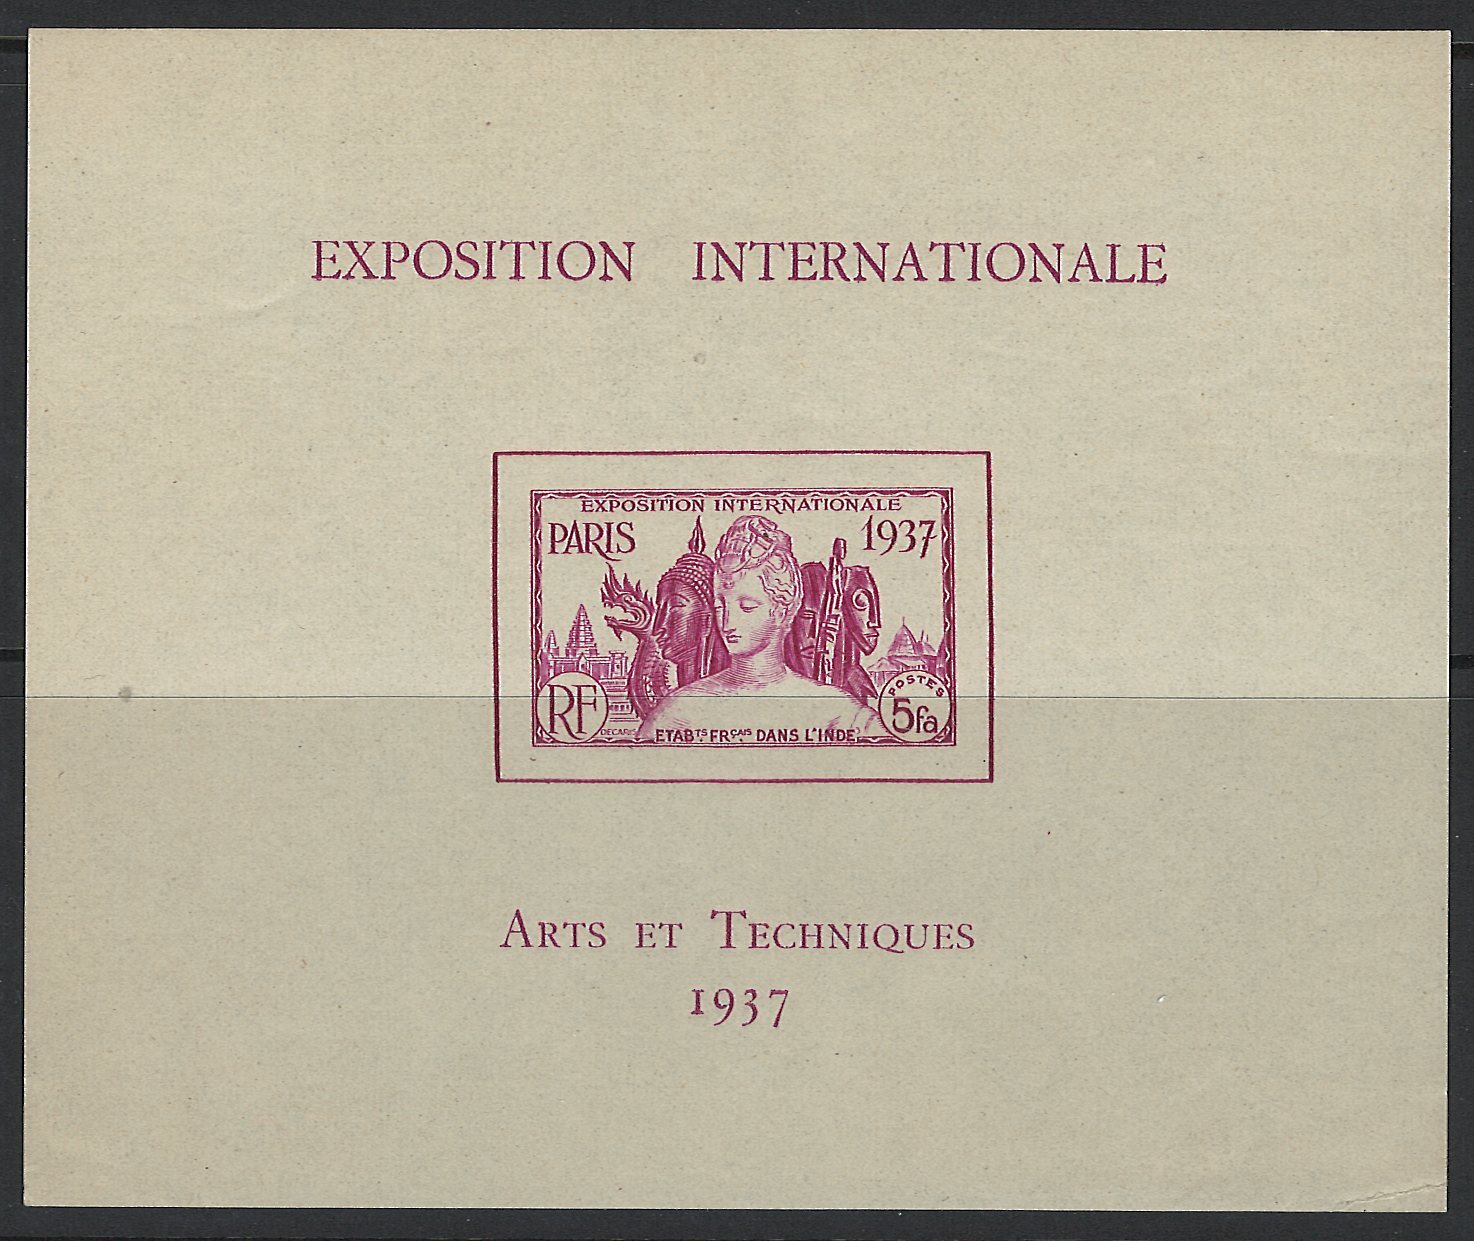 EXPOSITION INTERNATIONALE
EXPOSITION INTERNATIONALE
PARIS 1937
RF
POSTES
5fa
DECARIS
ETABTS FRÇAIS DANS L'INDE
ARTS ET TECHNIQUES
1937